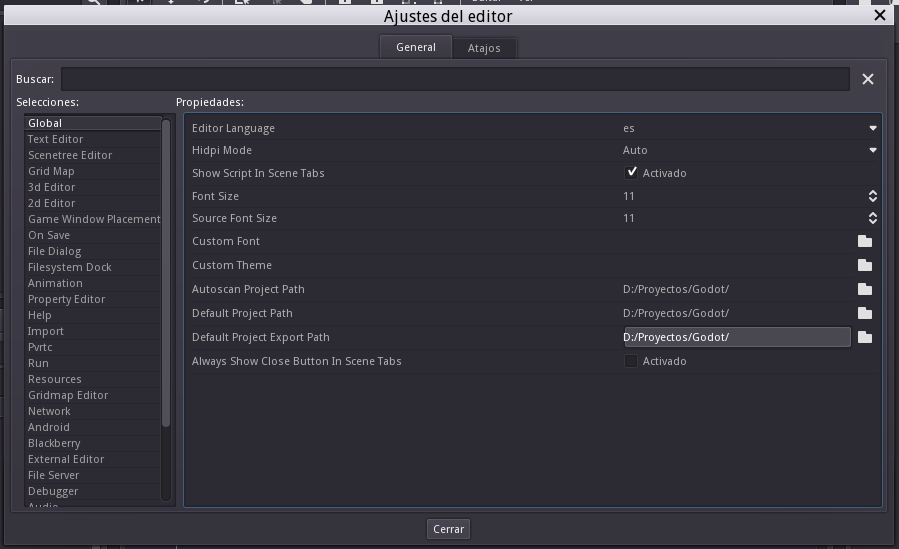 Ajustes del editor
General Atajos
Buscar:
Selecciones: Propiedades:
Global
Text Editor
Scenetree Editor
Grid Map
3d Editor
2d Editor
Game Window Placement
On Save
File Dialog
Filesystem Dock
Animation
Property Editor
Help
Import
Pvrtc
Run
Resources
Gridmap Editor
Network
Android
Blackberry
External Editor
File Server
Debugger
Audio
Editor Language es
Hidpi Mode Auto
Show Script In Scene Tabs Activado
Font Size 11
Source Font Size 11
Custom Font
Custom Theme
Autoscan Project Path D:/Proyectos/Godot/
Default Project Path D:/Proyectos/Godot/
Default Project Export Path D:/Proyectos/Godot/
Always Show Close Button In Scene Tabs Activado
Cerrar